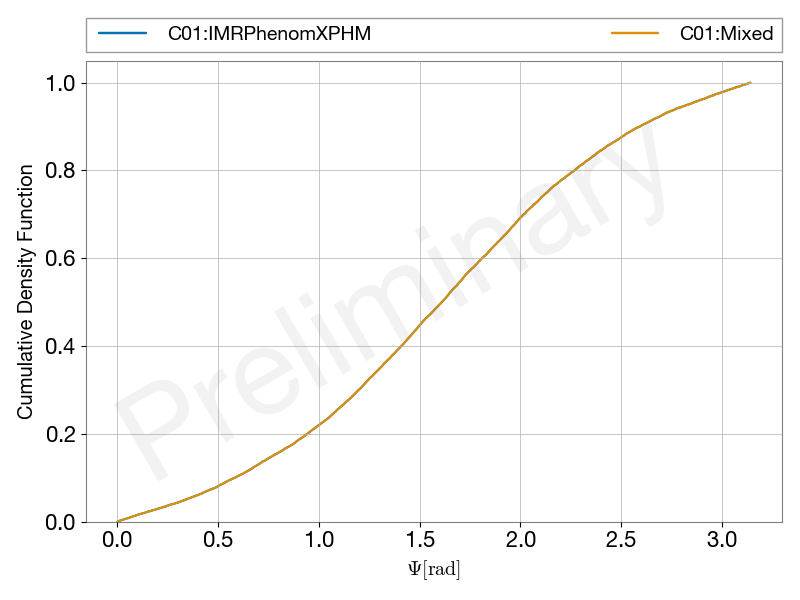 C01:IMRPhenomXPHM C01:Mixed
1.0
0.8
0.6
0.4
0.2
0.0
Cumulative Density Function
Preliminary
0.0 0.5 1.0 1.5 2.0 2.5 3.0
Ψ[rad]